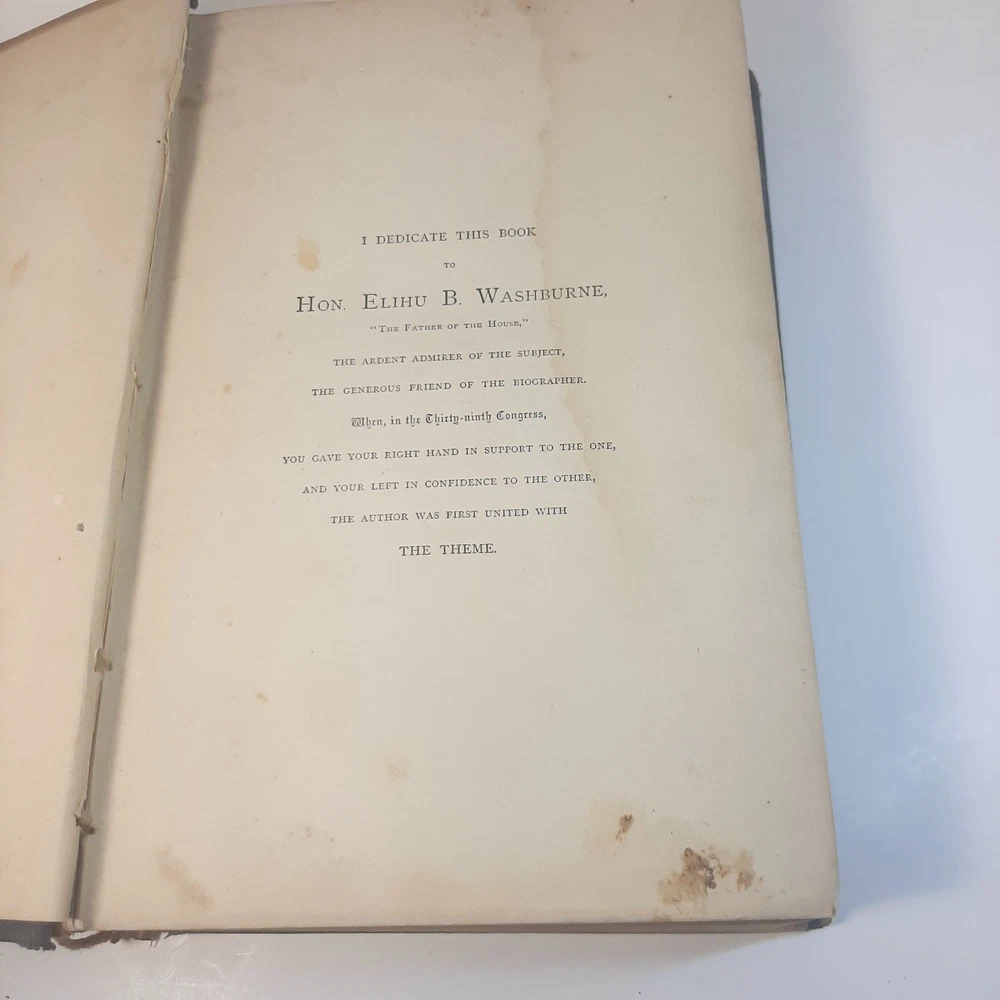 I DEDICATE THIS BOOK
TO
HON. ELIHU B. WASHBURNE,
"THE FATHER OF THE HOUSE,"
THE ARDENT ADMIRER OF THE SUBJECT,
THE GENEROUS FRIEND OF THE BIOGRAPHER.
When, in the Thirty-ninth Congress,
YOU GAVE YOUR RIGHT HAND IN SUPPORT TO THE ONE,
AND YOUR LEFT IN CONFIDENCE TO THE OTHER,
THE AUTHOR WAS FIRST UNITED WITH
THE THEME.